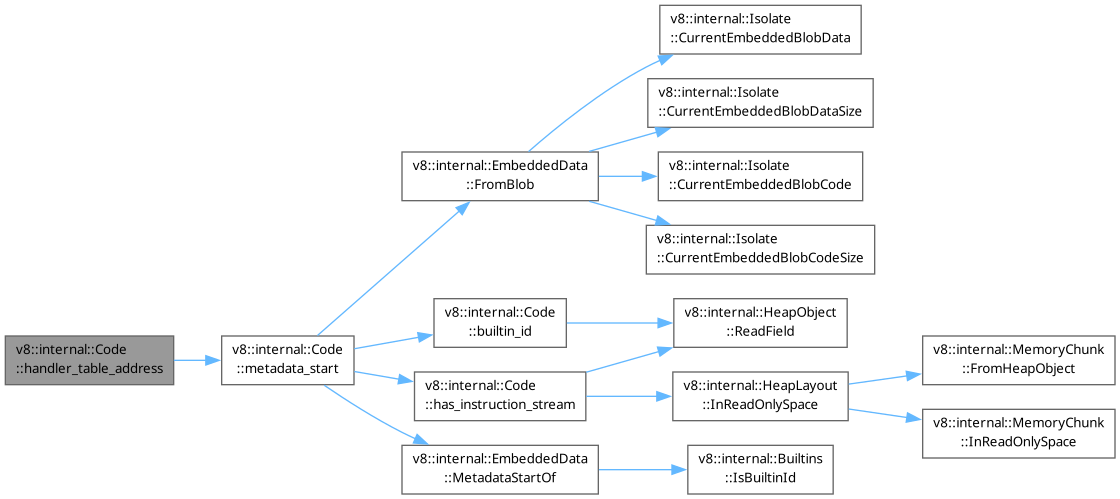 v8::internal::Isolate
::CurrentEmbeddedBlobData
v8::internal::Isolate
::CurrentEmbeddedBlobDataSize
v8::internal::EmbeddedData
::FromBlob
v8::internal::Isolate
::CurrentEmbeddedBlobCode
v8::internal::Isolate
::CurrentEmbeddedBlobCodeSize
v8::internal::Code
::builtin_id
v8::internal::HeapObject
::ReadField
v8::internal::Code
::handler_table_address
v8::internal::Code
::metadata_start
v8::internal::MemoryChunk
::FromHeapObject
v8::internal::Code
::has_instruction_stream
v8::internal::HeapLayout
::InReadOnlySpace
v8::internal::MemoryChunk
::InReadOnlySpace
v8::internal::EmbeddedData
::MetadataStartOf
v8::internal::Builtins
::IsBuiltinId